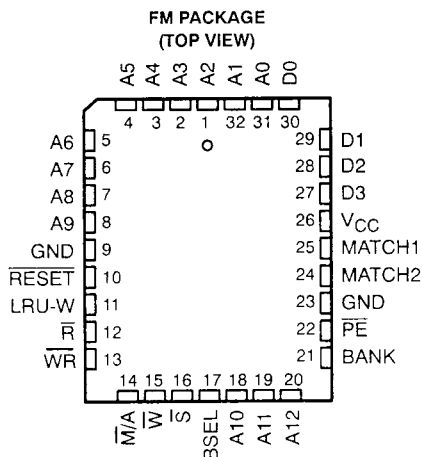 FM PACKAGE
(TOP VIEW)
A5 A4 A3 A2 A1 A0 D0
4 3 2 1 32 31 30
A6 5 29 D1
A7 6 28 D2
A8 7 27 D3
A9 8 26 VCC
GND 9 25 MATCH1
R̅E̅S̅E̅T̅ 10 24 MATCH2
LRU-W 11 23 GND
R̅ 12 22 P̅E̅
W̅R̅ 13 21 BANK
14 15 16 17 18 19 20
M̅/A W̅ S̅ BSEL A10 A11 A12